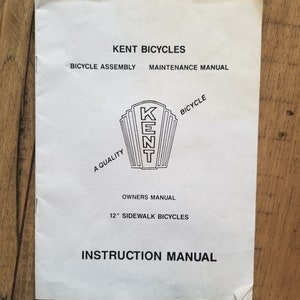 KENT BICYCLES
BICYCLE ASSEMBLY MAINTENANCE MANUAL
KENT
A QUALITY BICYCLE
OWNERS MANUAL
12" SIDEWALK BICYCLES
INSTRUCTION MANUAL